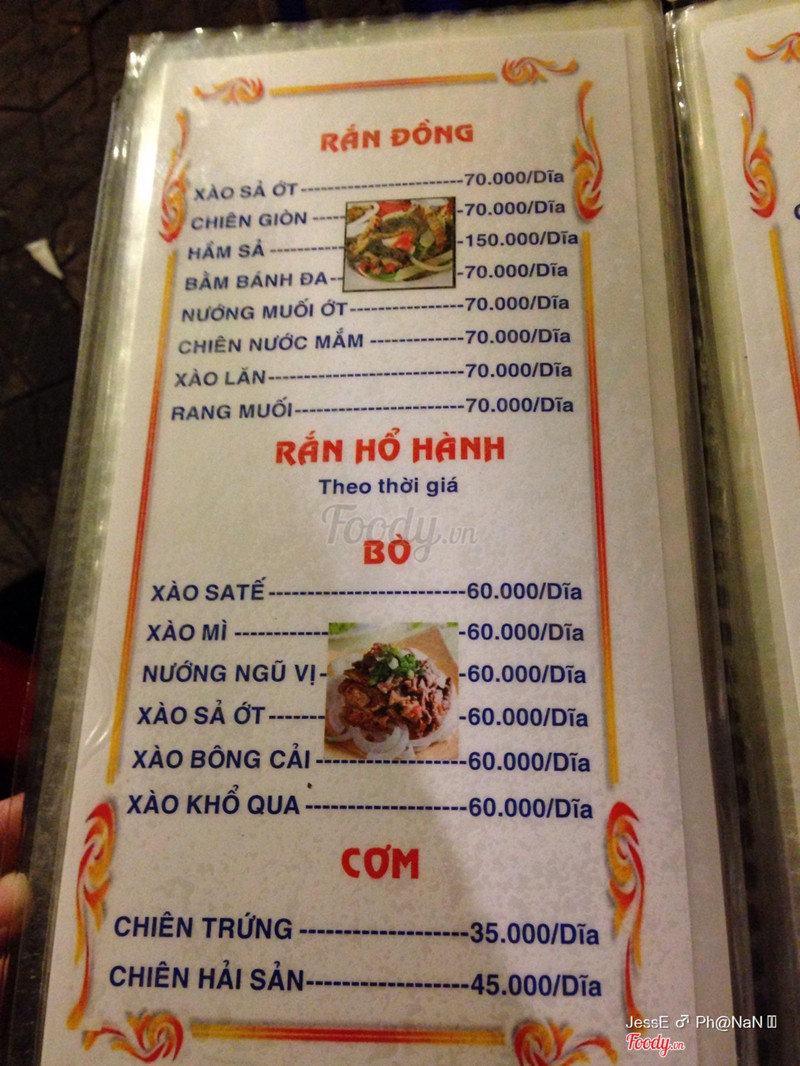 RẮN ĐỒNG
XÀO SẢ ỚT-----------------------70.000/Dĩa
CHIÊN GIÒN -----70.000/Dĩa
HẦM SẢ -----------150.000/Dĩa
BẰM BÁNH ĐA---70.000/Dĩa
NƯỚNG MUỐI ỚT----------------70.000/Dĩa
CHIÊN NƯỚC MẮM -------------70.000/Dĩa
XÀO LĂN---------------------------70.000/Dĩa
RANG MUỐI-----------------------70.000/Dĩa
RẮN HỔ HÀNH
Theo thời giá
Foody.vn
BÒ
XÀO SATẾ-------------------------60.000/Dĩa
XÀO MÌ -------------60.000/Dĩa
NƯỚNG NGŨ VỊ--60.000/Dĩa
XÀO SẢ ỚT--------60.000/Dĩa
XÀO BÔNG CẢI -------------------60.000/Dĩa
XÀO KHỔ QUA --------------------60.000/Dĩa
CƠM
CHIÊN TRỨNG --------------------35.000/Dĩa
CHIÊN HẢI SẢN-------------------45.000/Dĩa
JessE ♂ Ph@NaN
Foody.vn